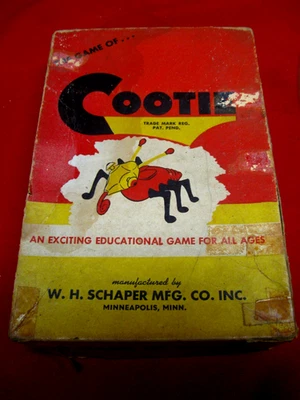 GAME OF...
COOTIE
TRADE MARK REG.
PAT. PEND.
AN EXCITING EDUCATIONAL GAME FOR ALL AGES
manufactured by
W. H. SCHAPER MFG. CO. INC.
MINNEAPOLIS, MINN.